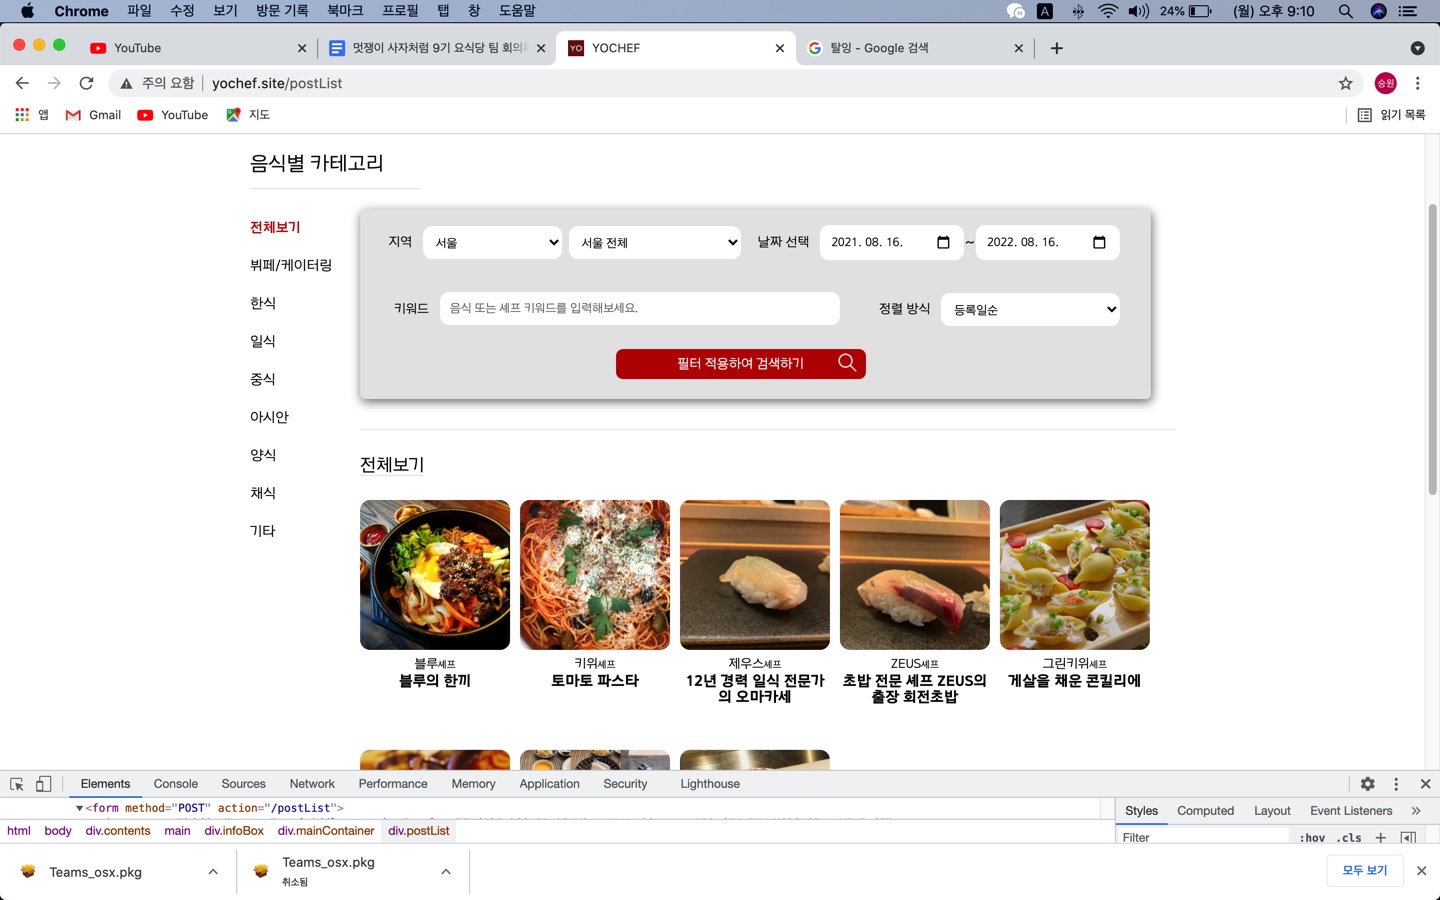 Chrome 파일 수정 보기 방문 기록 북마크 프로필 탭 창 도움말 A 24% (월) 오후 9:10
YouTube 멋쟁이 사자처럼 9기 요식당 팀 회의 YO YOCHEF 탈잉 - Google 검색
주의 요함 yochef.site/postList 승원
앱 Gmail YouTube 지도 읽기 목록
음식별 카테고리
전체보기
뷔페/케이터링
한식
일식
중식
아시안
양식
채식
기타
지역 서울 서울 전체 날짜 선택 2021. 08. 16. ~ 2022. 08. 16.
키워드 음식 또는 셰프 키워드를 입력해보세요. 정렬 방식 등록일순
필터 적용하여 검색하기
전체보기
블루셰프
블루의 한끼
키위셰프
토마토 파스타
제우스셰프
12년 경력 일식 전문가
의 오마카세
ZEUS셰프
초밥 전문 셰프 ZEUS의
출장 회전초밥
그린키위셰프
게살을 채운 콘킬리에
Elements Console Sources Network Performance Memory Application Security Lighthouse
<form method="POST" action="/postList">
html body div.contents main div.infoBox div.mainContainer div.postList
Styles Computed Layout Event Listeners »
Filter :hov .cls +
Teams_osx.pkg
Teams_osx.pkg
취소됨
모두 보기